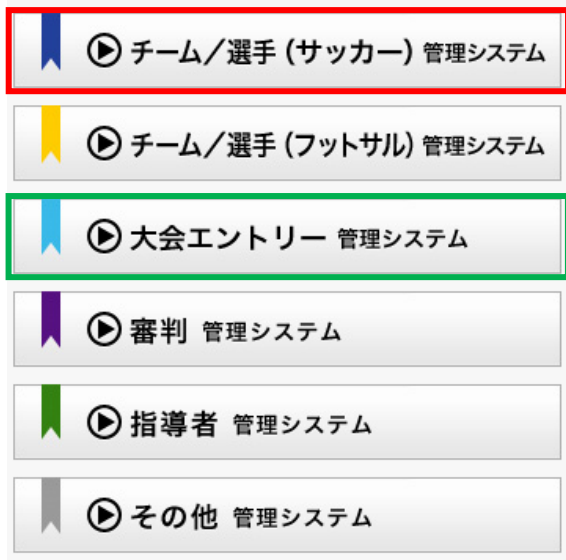 チーム／選手（サッカー）管理システム
チーム／選手（フットサル）管理システム
大会エントリー 管理システム
審判 管理システム
指導者 管理システム
その他 管理システム